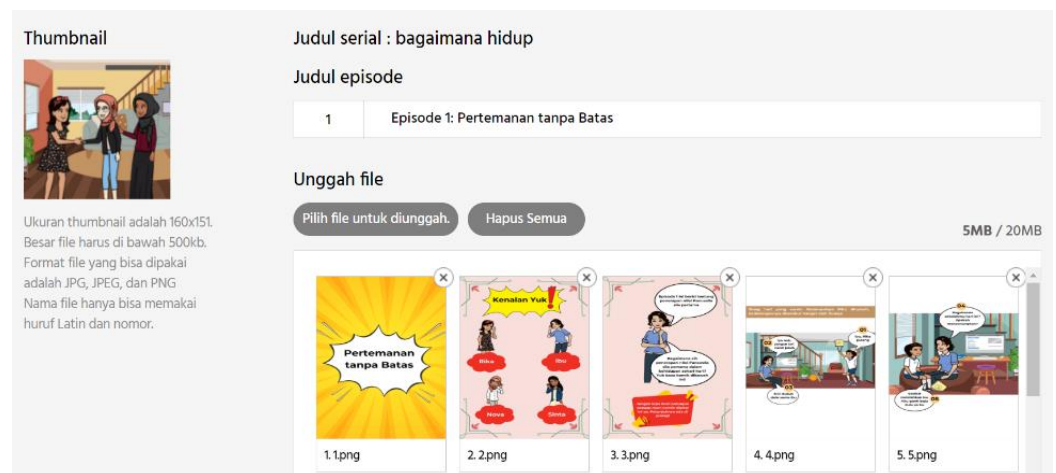 Thumbnail
Ukuran thumbnail adalah 160x151.
Besar file harus di bawah 500kb.
Format file yang bisa dipakai
adalah JPG, JPEG, dan PNG
Nama file hanya bisa memakai
huruf Latin dan nomor.
Judul serial : bagaimana hidup
Judul episode
1 Episode 1: Pertemanan tanpa Batas
Unggah file
Pilih file untuk diunggah. Hapus Semua
5MB / 20MB
Pertemanan
tanpa Batas
1. 1.png
Kenalan Yuk
Nova
Sinta
2. 2.png
3. 3.png
4. 4.png
5. 5.png